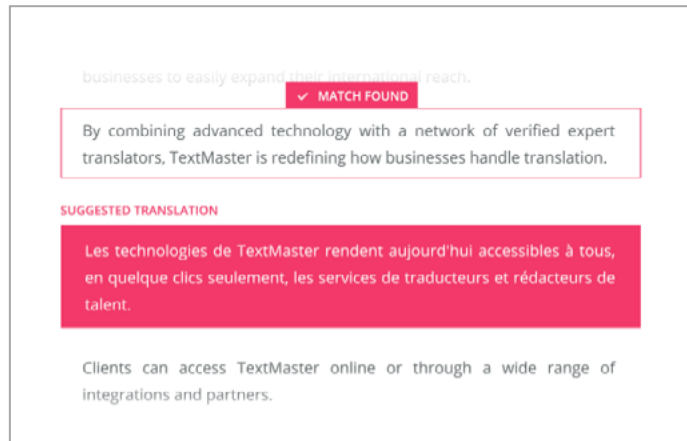 businesses to easily expand their international reach.
✓ MATCH FOUND
By combining advanced technology with a network of verified expert
translators, TextMaster is redefining how businesses handle translation.
SUGGESTED TRANSLATION
Les technologies de TextMaster rendent aujourd'hui accessibles à tous,
en quelque clics seulement, les services de traducteurs et rédacteurs de
talent.
Clients can access TextMaster online or through a wide range of
integrations and partners.